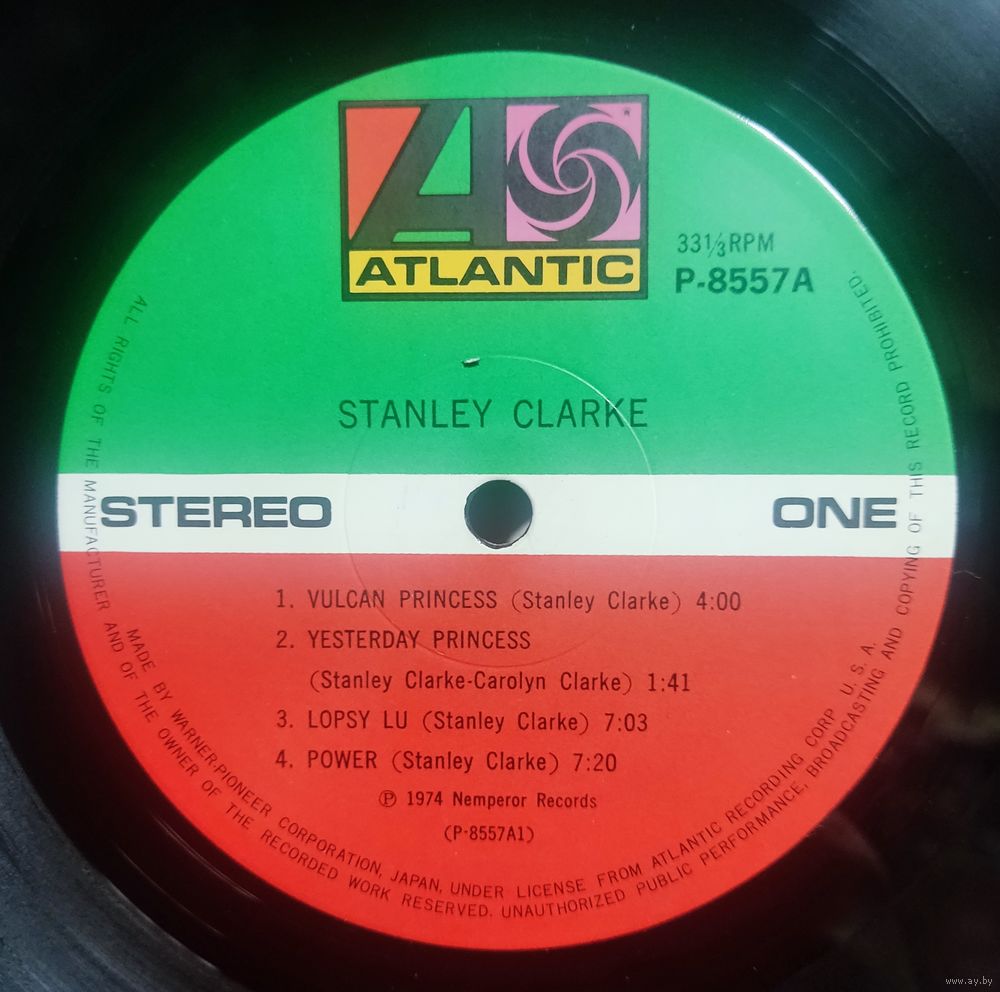 ATLANTIC
33⅓RPM
P-8557A
STANLEY CLARKE
STEREO
ONE
1. VULCAN PRINCESS (Stanley Clarke) 4:00
2. YESTERDAY PRINCESS
(Stanley Clarke-Carolyn Clarke) 1:41
3. LOPSY LU (Stanley Clarke) 7:03
4. POWER (Stanley Clarke) 7:20
℗ 1974 Nemperor Records
(P-8557A1)
MADE BY WARNER-PIONEER CORPORATION, JAPAN, UNDER LICENSE FROM ATLANTIC RECORDING CORP U. S. A.
ALL RIGHTS OF THE MANUFACTURER AND OF THE OWNER OF THE RECORDED WORK RESERVED. UNAUTHORIZED PUBLIC PERFORMANCE, BROADCASTING AND COPYING OF THIS RECORD PROHIBITED.
www.ay.by